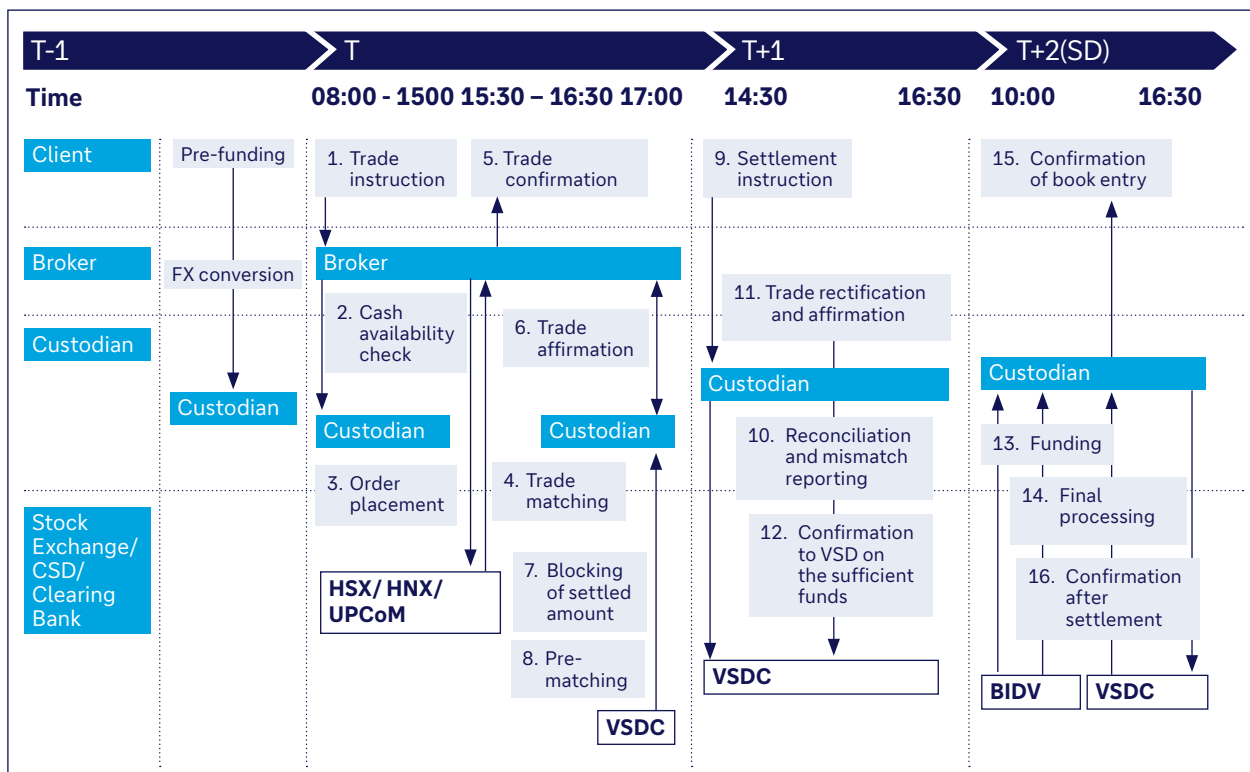 T-1
T
T+1
T+2(SD)
Time
08:00 - 1500 15:30 – 16:30 17:00
14:30
16:30
10:00
16:30
Client
Pre-funding
1. Trade
instruction
5. Trade
confirmation
9. Settlement
instruction
15. Confirmation
of book entry
Broker
FX conversion
Broker
2. Cash
availability
check
6. Trade
affirmation
11. Trade rectification
and affirmation
Custodian
Custodian
Custodian
Custodian
Custodian
Custodian
3. Order
placement
4. Trade
matching
10. Reconciliation
and mismatch
reporting
13. Funding
14. Final
processing
Stock
Exchange/
CSD/
Clearing
Bank
HSX/ HNX/
UPCoM
7. Blocking
of settled
amount
8. Pre-
matching
VSDC
12. Confirmation
to VSD on
the sufficient
funds
VSDC
16. Confirmation
after
settlement
BIDV
VSDC